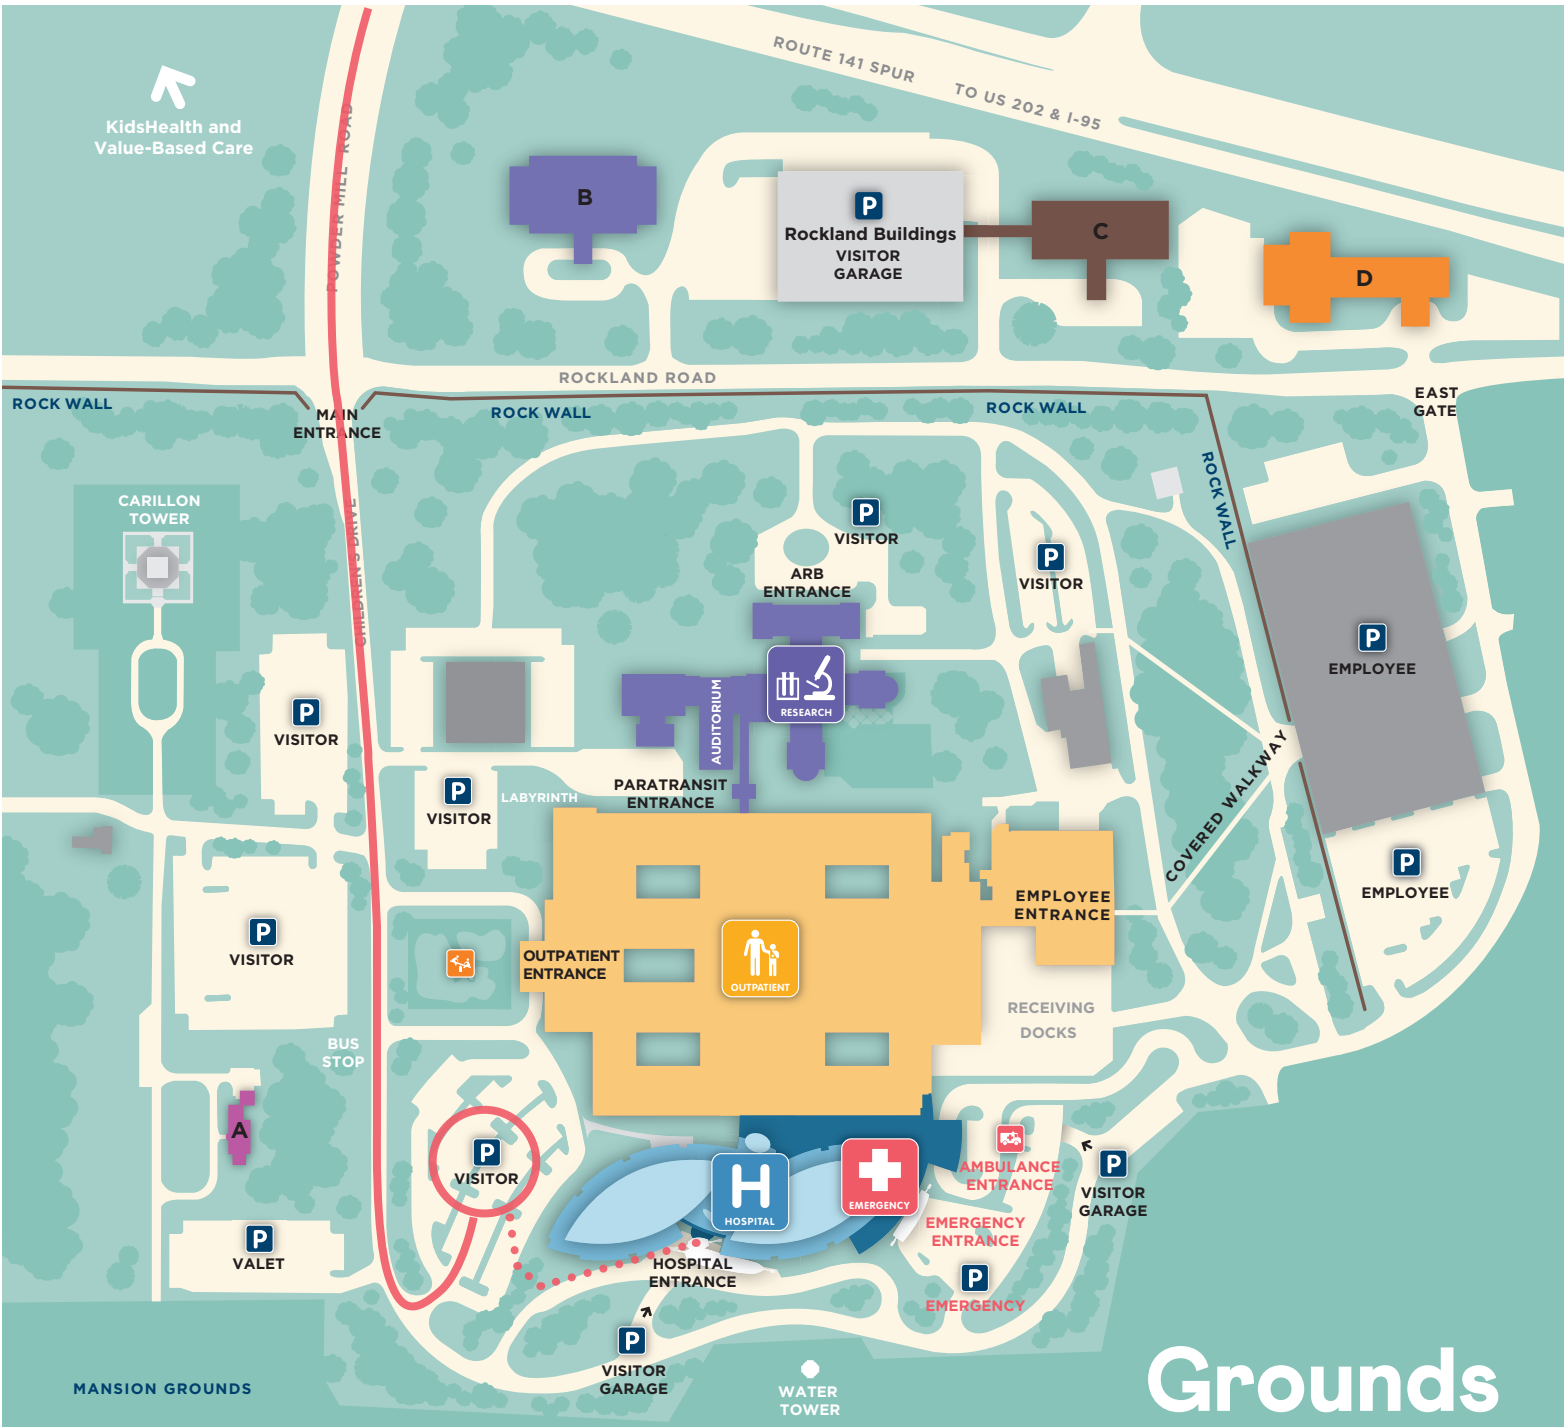 ROUTE 141 SPUR
TO US 202 & I-95
KidsHealth and
Value-Based Care
POWDER MILL ROAD
B
P
Rockland Buildings
VISITOR
GARAGE
C
D
ROCKLAND ROAD
ROCK WALL
MAIN
ENTRANCE
ROCK WALL
ROCK WALL
EAST
GATE
ROCK WALL
CARILLON
TOWER
CHILDREN'S DRIVE
P
VISITOR
ARB
ENTRANCE
P
VISITOR
P
EMPLOYEE
RESEARCH
AUDITORIUM
P
VISITOR
P
VISITOR
LABYRINTH
PARATRANSIT
ENTRANCE
COVERED WALKWAY
P
EMPLOYEE
EMPLOYEE
ENTRANCE
P
VISITOR
OUTPATIENT
ENTRANCE
OUTPATIENT
RECEIVING
DOCKS
BUS
STOP
A
P
VISITOR
H
HOSPITAL
EMERGENCY
AMBULANCE
ENTRANCE
P
VISITOR
GARAGE
EMERGENCY
ENTRANCE
P
VALET
HOSPITAL
ENTRANCE
P
EMERGENCY
P
VISITOR
GARAGE
MANSION GROUNDS
WATER
TOWER
Grounds